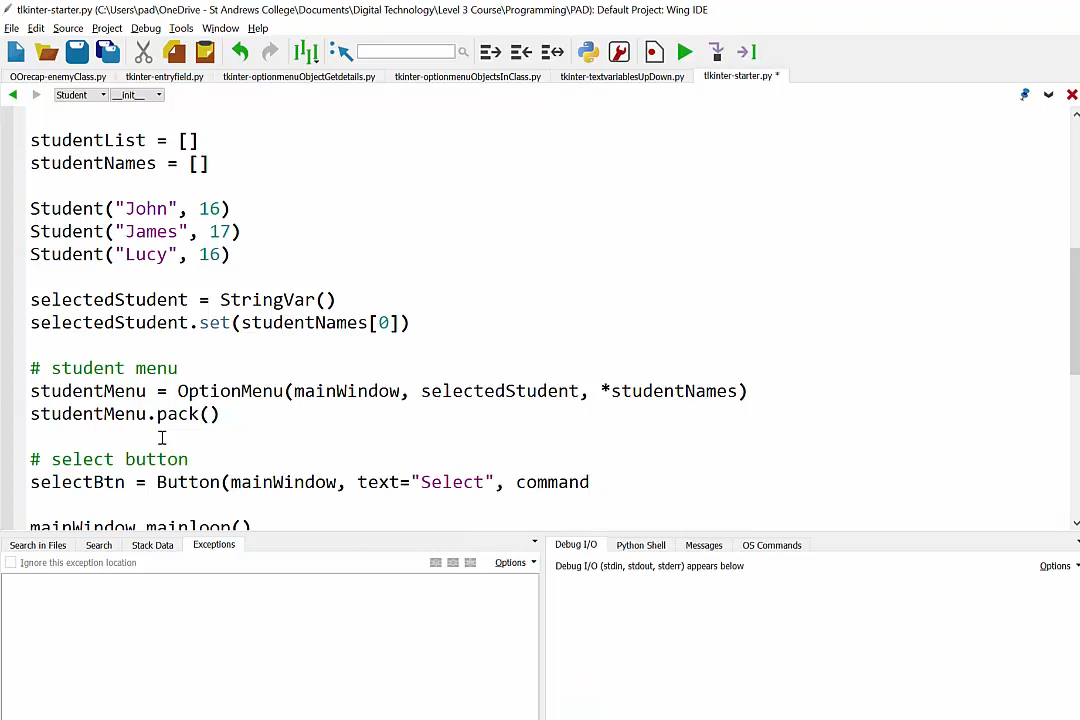 tlkinter-starter.py (C:\Users\pad\OneDrive - St Andrews College\Documents\Digital Technology\Level 3 Course\Programming\PAD): Default Project: Wing IDE
File Edit Source Project Debug Tools Window Help
OOrecap-enemyClass.py tkinter-entryfield.py tkinter-optionmenuObjectGetdetails.py tkinter-optionmenuObjectsInClass.py tkinter-textvariablesUpDown.py tlkinter-starter.py *
Student __init__
studentList = []
studentNames = []
Student("John", 16)
Student("James", 17)
Student("Lucy", 16)
selectedStudent = StringVar()
selectedStudent.set(studentNames[0])
# student menu
studentMenu = OptionMenu(mainWindow, selectedStudent, *studentNames)
studentMenu.pack()
# select button
selectBtn = Button(mainWindow, text="Select", command
mainWindow.mainloop()
Search in Files Search Stack Data Exceptions
Ignore this exception location Options
Debug I/O Python Shell Messages OS Commands
Debug I/O (stdin, stdout, stderr) appears below Options